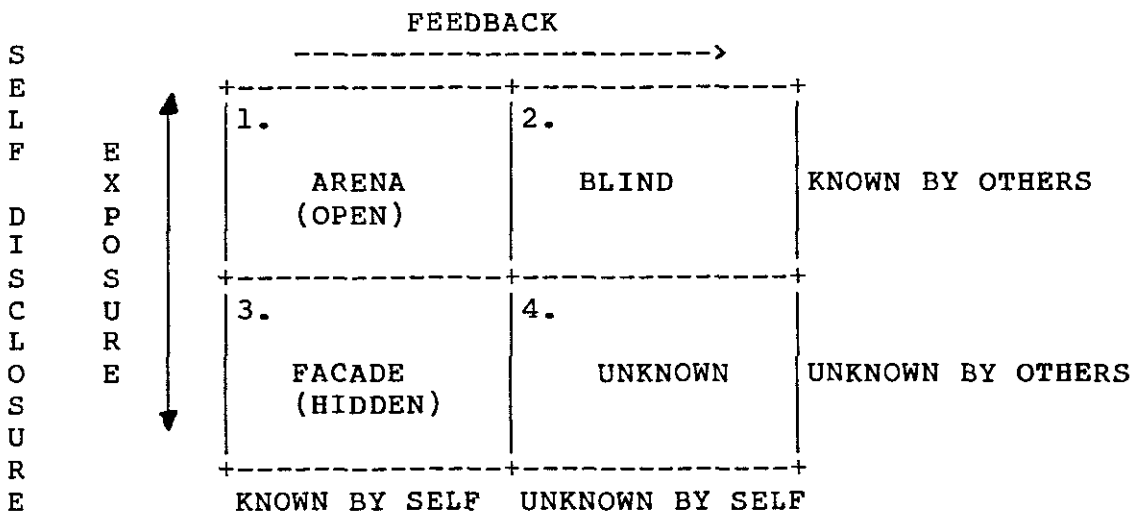 FEEDBACK
SELF DISCLOSURE
EXPOSURE
1.
2.
ARENA
(OPEN)
BLIND
KNOWN BY OTHERS
3.
4.
FACADE
(HIDDEN)
UNKNOWN
UNKNOWN BY OTHERS
KNOWN BY SELF
UNKNOWN BY SELF